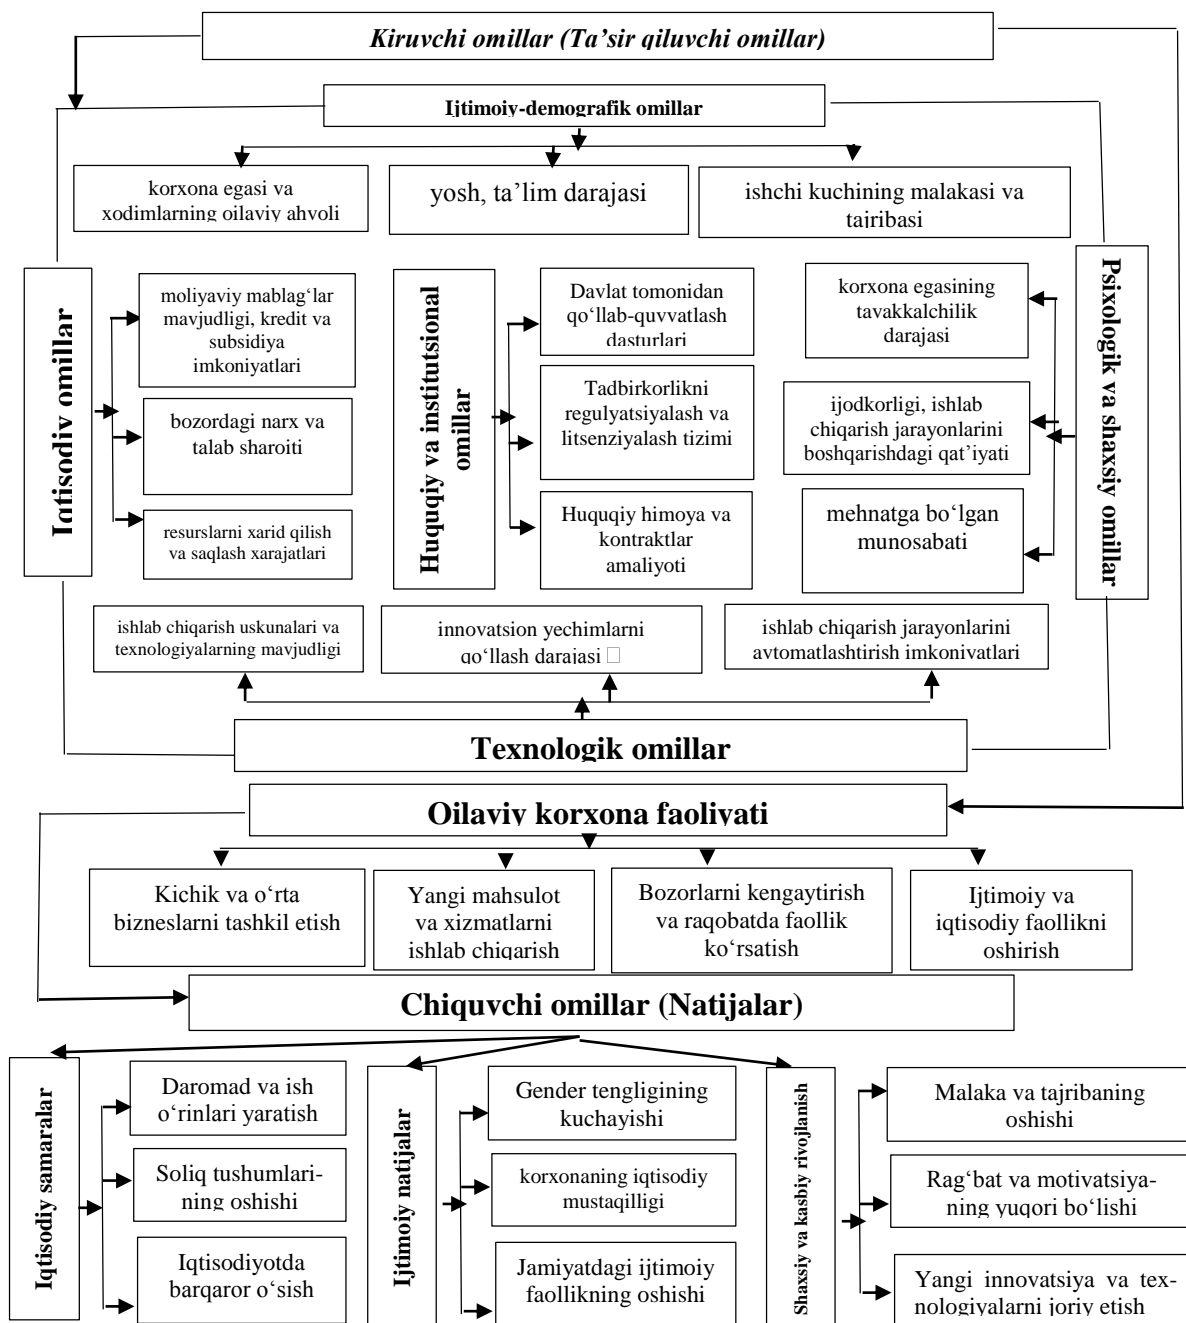 Kiruvchi omillar (Ta’sir qiluvchi omillar)
Ijtimoiy-demografik omillar
korxona egasi va
xodimlarning oilaviy ahvoli
yosh, ta’lim darajasi
ishchi kuchining malakasi va
tajribasi
Iqtisodiy omillar
moliyaviy mablag‘lar
mavjudligi, kredit va
subsidiya
imkoniyatlari
bozordagi narx va
talab sharoiti
resurslarni xarid qilish
va saqlash xarajatlari
Huquqiy va institutsional
omillar
Davlat tomonidan
qo‘llab-quvvatlash
dasturlari
Tadbirkorlikni
regulyatsiyalash va
litsenziyalash tizimi
Huquqiy himoya va
kontraktlar
amaliyoti
korxona egasining
tavakkalchilik
darajasi
ijodkorligi, ishlab
chiqarish jarayonlarini
boshqarishdagi qat’iyati
mehnatga bo‘lgan
munosabati
Psixologik va shaxsiy omillar
ishlab chiqarish uskunalari va
texnologiyalarning mavjudligi
innovatsion yechimlarni
qo‘llash darajasi 
ishlab chiqarish jarayonlarini
avtomatlashtirish imkoniyatlari
Texnologik omillar
Oilaviy korxona faoliyati
Kichik va o‘rta
bizneslarni tashkil etish
Yangi mahsulot
va xizmatlarni
ishlab chiqarish
Bozorlarni kengaytirish
va raqobatda faollik
ko‘rsatish
Ijtimoiy va
iqtisodiy faollikni
oshirish
Chiquvchi omillar (Natijalar)
Iqtisodiy samaralar
Daromad va ish
o‘rinlari yaratish
Soliq tushumlari-
ning oshishi
Iqtisodiyotda
barqaror o‘sish
Ijtimoiy natijalar
Gender tengligining
kuchayishi
korxonaning iqtisodiy
mustaqilligi
Jamiyatdagi ijtimoiy
faollikning oshishi
Shaxsiy va kasbiy rivojlanish
Malaka va tajribaning
oshishi
Rag‘bat va motivatsiya-
ning yuqori bo‘lishi
Yangi innovatsiya va tex-
nologiyalarni joriy etish